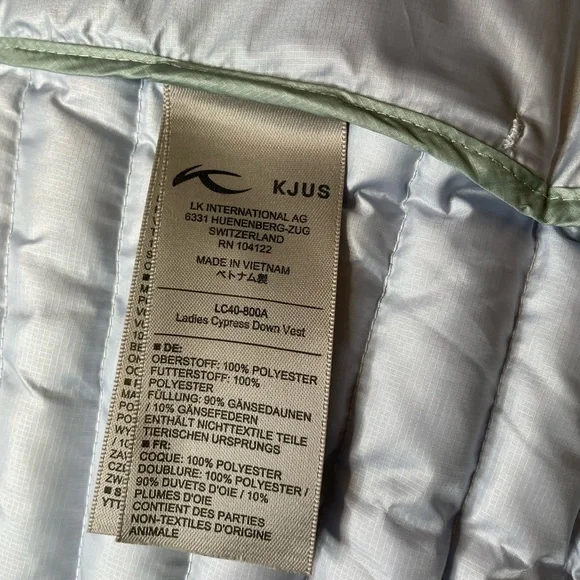 KJUS
LK INTERNATIONAL AG
6331 HUENENBERG-ZUG
SWITZERLAND
RN 104122
MADE IN VIETNAM
ベトナム製
LC40-800A
Ladies Cypress Down Vest
■ DE:
OBERSTOFF: 100% POLYESTER
FUTTERSTOFF: 100%
POLYESTER
FÜLLUNG: 90% GÄNSEDAUNEN
/ 10% GÄNSEFEDERN
ENTHÄLT NICHTTEXTILE TEILE
TIERISCHEN URSPRUNGS
■ FR:
COQUE: 100% POLYESTER
DOUBLURE: 100% POLYESTER/
90% DUVETS D'OIE / 10%
PLUMES D'OIE
CONTIENT DES PARTIES
NON-TEXTILES D'ORIGINE
ANIMALE